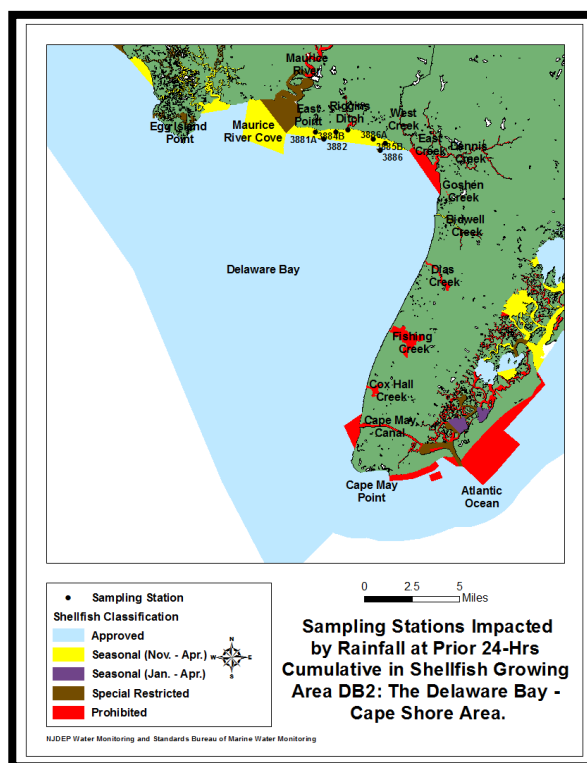 Maurice
River
East
Point
Riggins
Ditch
West
Creek
Egg Island
Point
Maurice
River Cove
3881A
3884B
3882
3886A
3885B
3886
East
Creek
Dennis
Creek
Goshen
Creek
Bidwell
Creek
Delaware Bay
Dias
Creek
Fishing
Creek
Cox Hall
Creek
Cape May
Canal
Cape May
Point
Atlantic
Ocean
Sampling Station
Shellfish Classification
Approved
Seasonal (Nov. - Apr.)
Seasonal (Jan. - Apr.)
Special Restricted
Prohibited
N
W E
S
0 2.5 5
Miles
Sampling Stations Impacted
by Rainfall at Prior 24-Hrs
Cumulative in Shellfish Growing
Area DB2: The Delaware Bay -
Cape Shore Area.
NJDEP Water Monitoring and Standards Bureau of Marine Water Monitoring